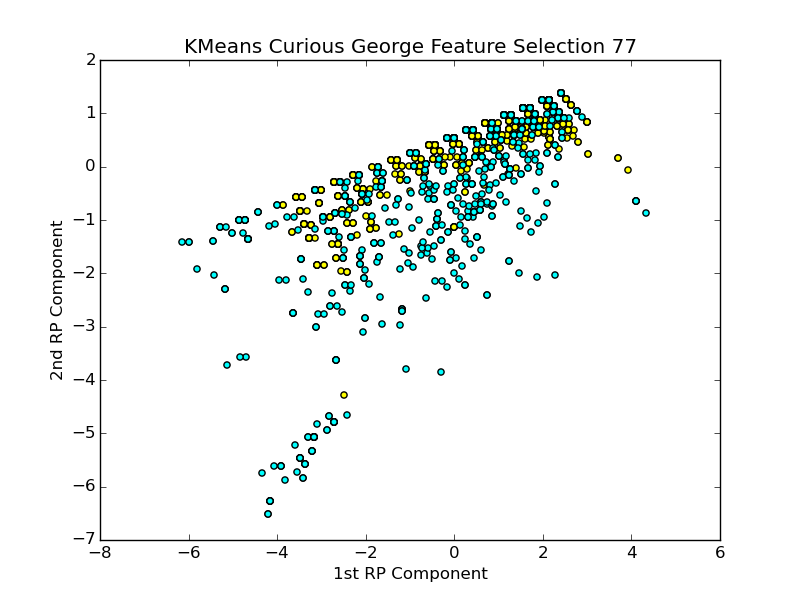 KMeans Curious George Feature Selection 77
2
1
0
−1
−2
−3
−4
−5
−6
−7
2nd RP Component
−8 −6 −4 −2 0 2 4 6
1st RP Component